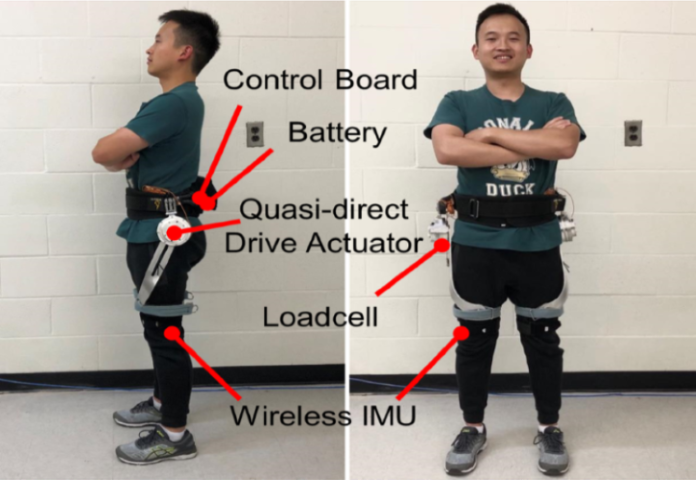 Control Board
Battery
Quasi-direct
Drive Actuator
Loadcell
Wireless IMU
DUCK